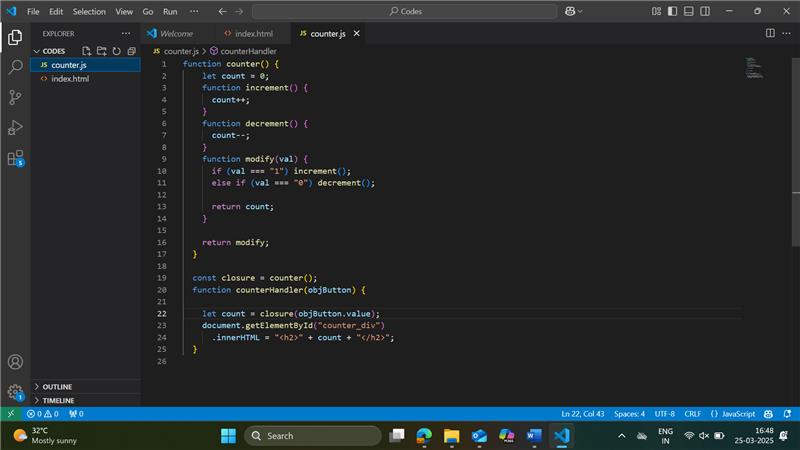 File Edit Selection View Go Run ··· Codes
EXPLORER ···
CODES
JS counter.js
<> index.html
OUTLINE
TIMELINE
Welcome <> index.html JS counter.js
JS counter.js > counterHandler
1 function counter() {
2 let count = 0;
3 function increment() {
4 count++;
5 }
6 function decrement() {
7 count--;
8 }
9 function modify(val) {
10 if (val === "1") increment();
11 else if (val === "0") decrement();
12
13 return count;
14 }
15
16 return modify;
17 }
18
19 const closure = counter();
20 function counterHandler(objButton) {
21
22 let count = closure(objButton.value);
23 document.getElementById("counter_div")
24 .innerHTML = "<h2>" + count + "</h2>";
25 }
26
5
1
0 0 0 Ln 22, Col 43 Spaces: 4 UTF-8 CRLF {} JavaScript
32°C
Mostly sunny
Search
ENG
IN
16:48
25-03-2025